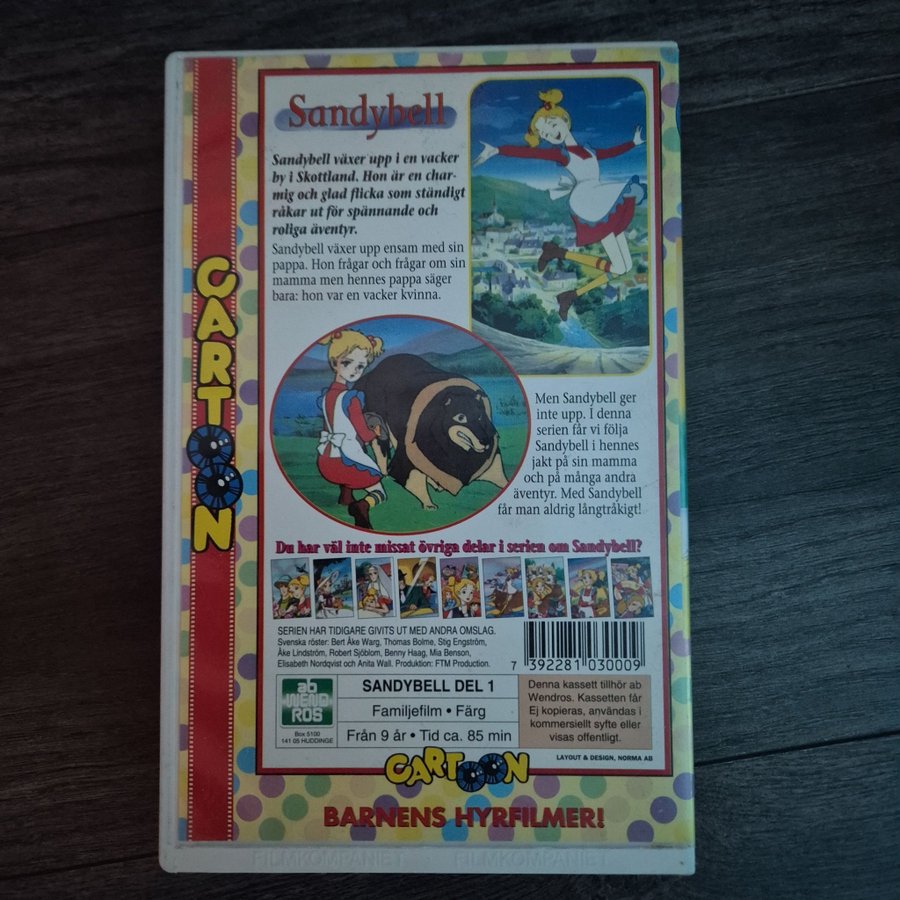 CARTOON
Sandybell
Sandybell växer upp i en vacker
by i Skottland. Hon är en char-
mig och glad flicka som ständigt
råkar ut för spännande och
roliga äventyr.
Sandybell växer upp ensam med sin
pappa. Hon frågar och frågar om sin
mamma men hennes pappa säger
bara: hon var en vacker kvinna.
Men Sandybell ger
inte upp. I denna
serien får vi följa
Sandybell i hennes
jakt på sin mamma
och på många andra
äventyr. Med Sandybell
får man aldrig långtråkigt!
Du har väl inte missat övriga delar i serien om Sandybell?
SERIEN HAR TIDIGARE GIVITS UT MED ANDRA OMSLAG.
Svenska röster: Bert Åke Warg, Thomas Bolme, Stig Engström,
Åke Lindström, Robert Sjöblom, Benny Haag, Mia Benson,
Elisabeth Nordqvist och Anita Wall. Produktion: FTM Production.
7 392281 030009
ab
WEND
ROS
Box 5100
141 05 HUDDINGE
SANDYBELL DEL 1
Familjefilm • Färg
Från 9 år • Tid ca. 85 min
Denna kassett tillhör ab
Wendros. Kassetten får
Ej kopieras, användas i
kommersiellt syfte eller
visas offentligt.
LAYOUT & DESIGN, NORMA AB
CARTOON
BARNENS HYRFILMER!
FILMKOMPANIET FILMKOMPANIET